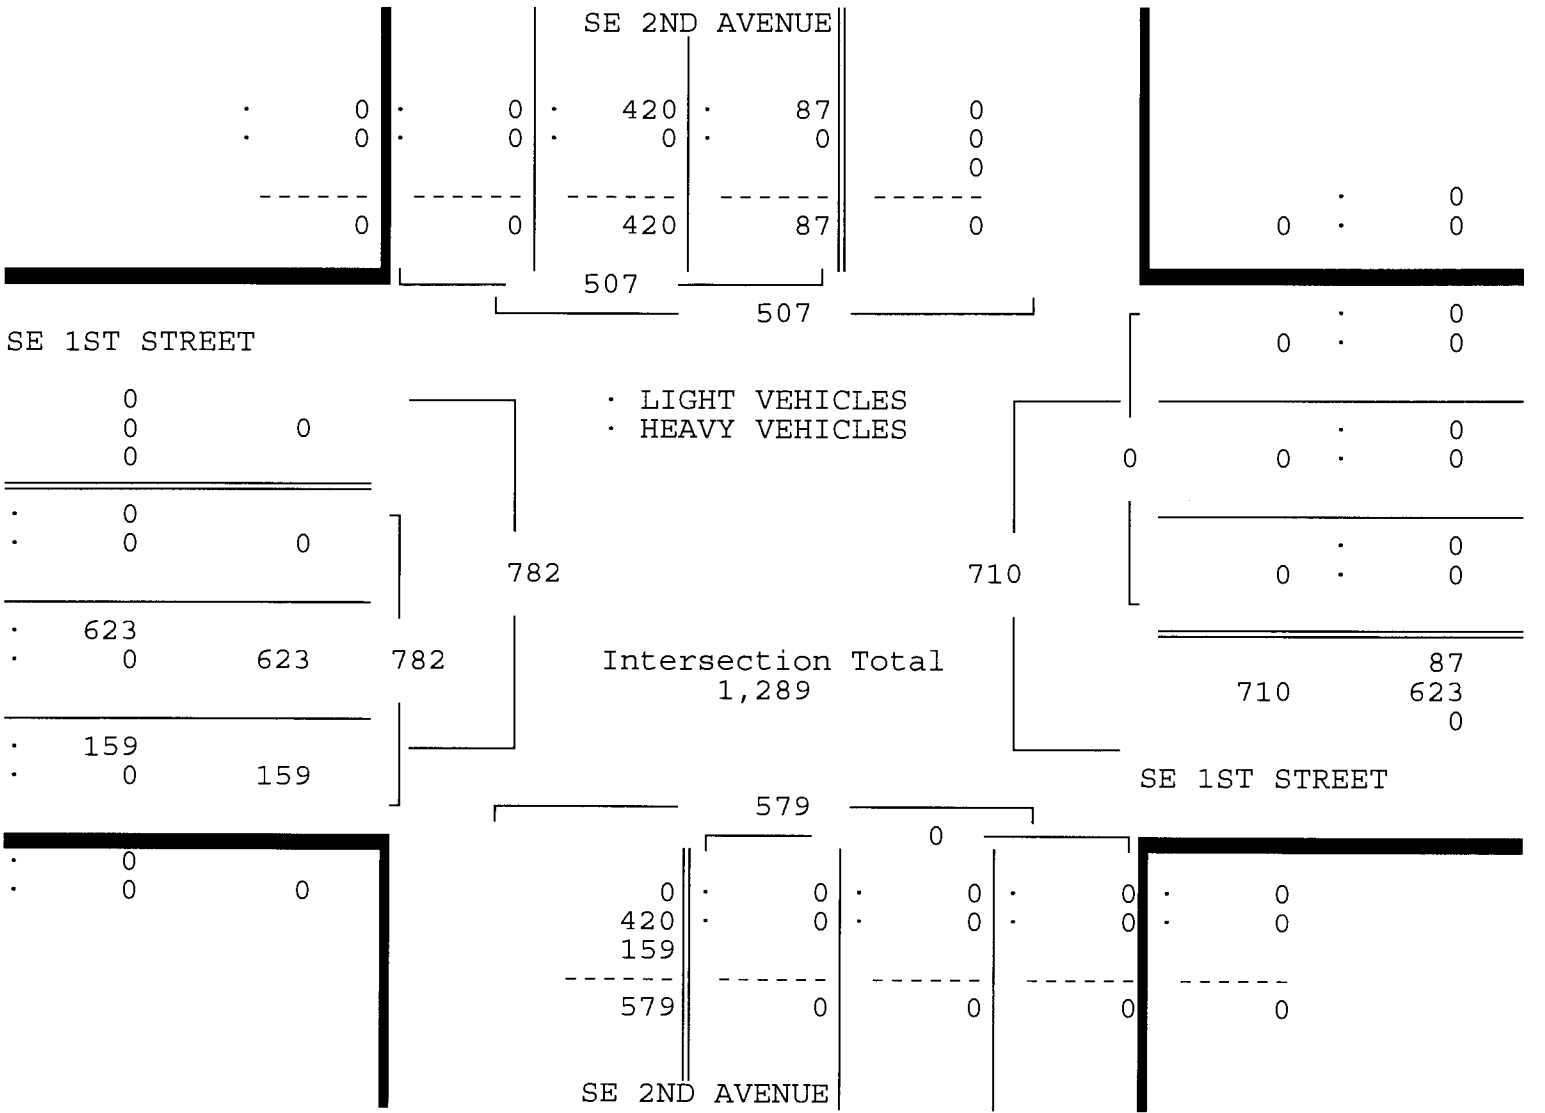 SE 2ND AVENUE
· 0 · 0 · 420 · 87 0
· 0 · 0 · 0 · 0 0
0
------ ------ ------ ------ ------ · 0
0 0 420 87 0 0 · 0
507
507 · 0
SE 1ST STREET 0 · 0
0 · LIGHT VEHICLES
0 0 · HEAVY VEHICLES · 0
0 0 0 · 0
· 0
· 0 0 · 0
782 710 0 · 0
· 623
· 0 623 782 Intersection Total 87
1,289 710 623
0
· 159
· 0 159 SE 1ST STREET
579
0
· 0
· 0 0 0 · 0 · 0 · 0 · 0
420 · 0 · 0 · 0 · 0
159
------ ------ ------ ------ ------
579 0 0 0 0
SE 2ND AVENUE